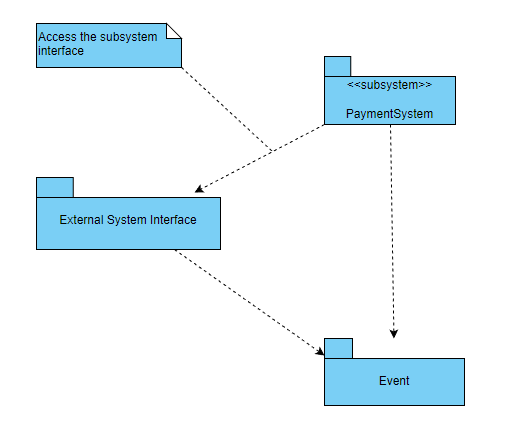 Access the subsystem
interface
<<subsystem>>
PaymentSystem
External System Interface
Event